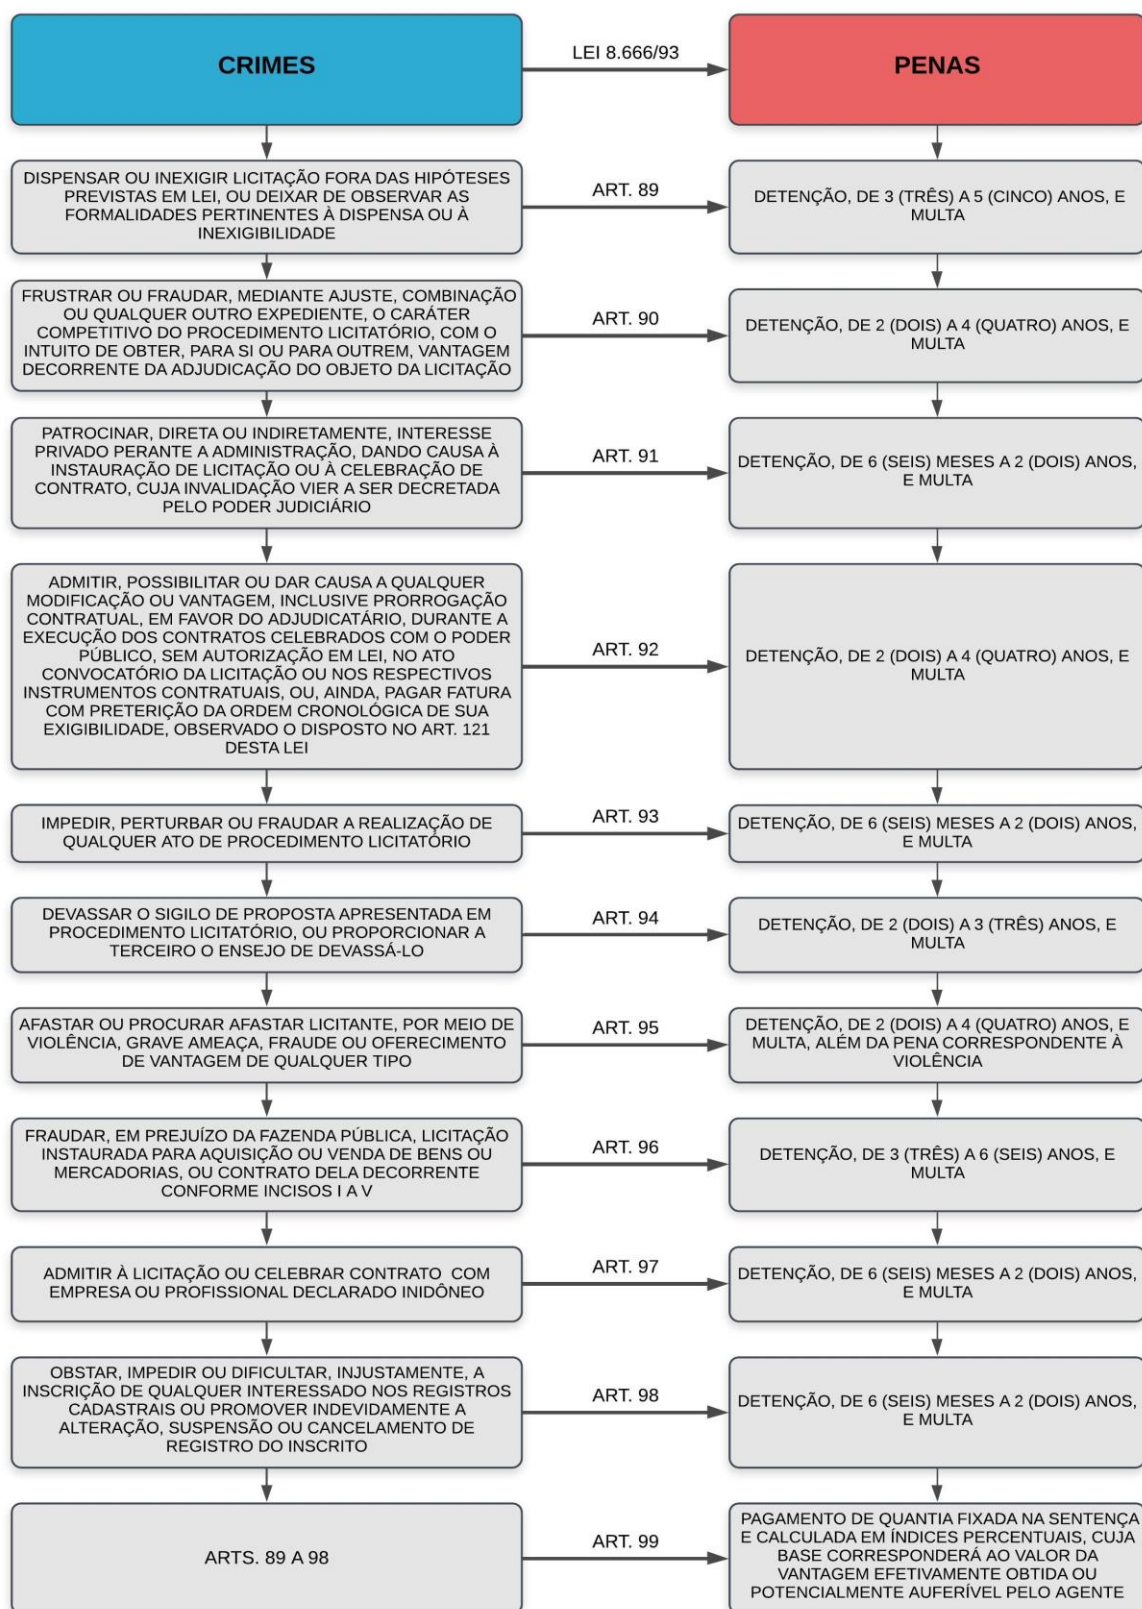 CRIMES
LEI 8.666/93
PENAS
DISPENSAR OU INEXIGIR LICITAÇÃO FORA DAS HIPÓTESES
PREVISTAS EM LEI, OU DEIXAR DE OBSERVAR AS
FORMALIDADES PERTINENTES À DISPENSA OU À
INEXIGIBILIDADE
ART. 89
DETENÇÃO, DE 3 (TRÊS) A 5 (CINCO) ANOS, E
MULTA
FRUSTRAR OU FRAUDAR, MEDIANTE AJUSTE, COMBINAÇÃO
OU QUALQUER OUTRO EXPEDIENTE, O CARÁTER
COMPETITIVO DO PROCEDIMENTO LICITATÓRIO, COM O
INTUITO DE OBTER, PARA SI OU PARA OUTREM, VANTAGEM
DECORRENTE DA ADJUDICAÇÃO DO OBJETO DA LICITAÇÃO
ART. 90
DETENÇÃO, DE 2 (DOIS) A 4 (QUATRO) ANOS, E
MULTA
PATROCINAR, DIRETA OU INDIRETAMENTE, INTERESSE
PRIVADO PERANTE A ADMINISTRAÇÃO, DANDO CAUSA À
INSTAURAÇÃO DE LICITAÇÃO OU À CELEBRAÇÃO DE
CONTRATO, CUJA INVALIDAÇÃO VIER A SER DECRETADA
PELO PODER JUDICIÁRIO
ART. 91
DETENÇÃO, DE 6 (SEIS) MESES A 2 (DOIS) ANOS,
E MULTA
ADMITIR, POSSIBILITAR OU DAR CAUSA A QUALQUER
MODIFICAÇÃO OU VANTAGEM, INCLUSIVE PRORROGAÇÃO
CONTRATUAL, EM FAVOR DO ADJUDICATÁRIO, DURANTE A
EXECUÇÃO DOS CONTRATOS CELEBRADOS COM O PODER
PÚBLICO, SEM AUTORIZAÇÃO EM LEI, NO ATO
CONVOCATÓRIO DA LICITAÇÃO OU NOS RESPECTIVOS
INSTRUMENTOS CONTRATUAIS, OU, AINDA, PAGAR FATURA
COM PRETERIÇÃO DA ORDEM CRONOLÓGICA DE SUA
EXIGIBILIDADE, OBSERVADO O DISPOSTO NO ART. 121
DESTA LEI
ART. 92
DETENÇÃO, DE 2 (DOIS) A 4 (QUATRO) ANOS, E
MULTA
IMPEDIR, PERTURBAR OU FRAUDAR A REALIZAÇÃO DE
QUALQUER ATO DE PROCEDIMENTO LICITATÓRIO
ART. 93
DETENÇÃO, DE 6 (SEIS) MESES A 2 (DOIS) ANOS,
E MULTA
DEVASSAR O SIGILO DE PROPOSTA APRESENTADA EM
PROCEDIMENTO LICITATÓRIO, OU PROPORCIONAR A
TERCEIRO O ENSEJO DE DEVASSÁ-LO
ART. 94
DETENÇÃO, DE 2 (DOIS) A 3 (TRÊS) ANOS, E
MULTA
AFASTAR OU PROCURAR AFASTAR LICITANTE, POR MEIO DE
VIOLÊNCIA, GRAVE AMEAÇA, FRAUDE OU OFERECIMENTO
DE VANTAGEM DE QUALQUER TIPO
ART. 95
DETENÇÃO, DE 2 (DOIS) A 4 (QUATRO) ANOS, E
MULTA, ALÉM DA PENA CORRESPONDENTE À
VIOLÊNCIA
FRAUDAR, EM PREJUÍZO DA FAZENDA PÚBLICA, LICITAÇÃO
INSTAURADA PARA AQUISIÇÃO OU VENDA DE BENS OU
MERCADORIAS, OU CONTRATO DELA DECORRENTE
CONFORME INCISOS I A V
ART. 96
DETENÇÃO, DE 3 (TRÊS) A 6 (SEIS) ANOS, E
MULTA
ADMITIR À LICITAÇÃO OU CELEBRAR CONTRATO COM
EMPRESA OU PROFISSIONAL DECLARADO INIDÔNEO
ART. 97
DETENÇÃO, DE 6 (SEIS) MESES A 2 (DOIS) ANOS,
E MULTA
OBSTAR, IMPEDIR OU DIFICULTAR, INJUSTAMENTE, A
INSCRIÇÃO DE QUALQUER INTERESSADO NOS REGISTROS
CADASTRAIS OU PROMOVER INDEVIDAMENTE A
ALTERAÇÃO, SUSPENSÃO OU CANCELAMENTO DE
REGISTRO DO INSCRITO
ART. 98
DETENÇÃO, DE 6 (SEIS) MESES A 2 (DOIS) ANOS,
E MULTA
ARTS. 89 A 98
ART. 99
PAGAMENTO DE QUANTIA FIXADA NA SENTENÇA
E CALCULADA EM ÍNDICES PERCENTUAIS, CUJA
BASE CORRESPONDERÁ AO VALOR DA
VANTAGEM EFETIVAMENTE OBTIDA OU
POTENCIALMENTE AUFERÍVEL PELO AGENTE